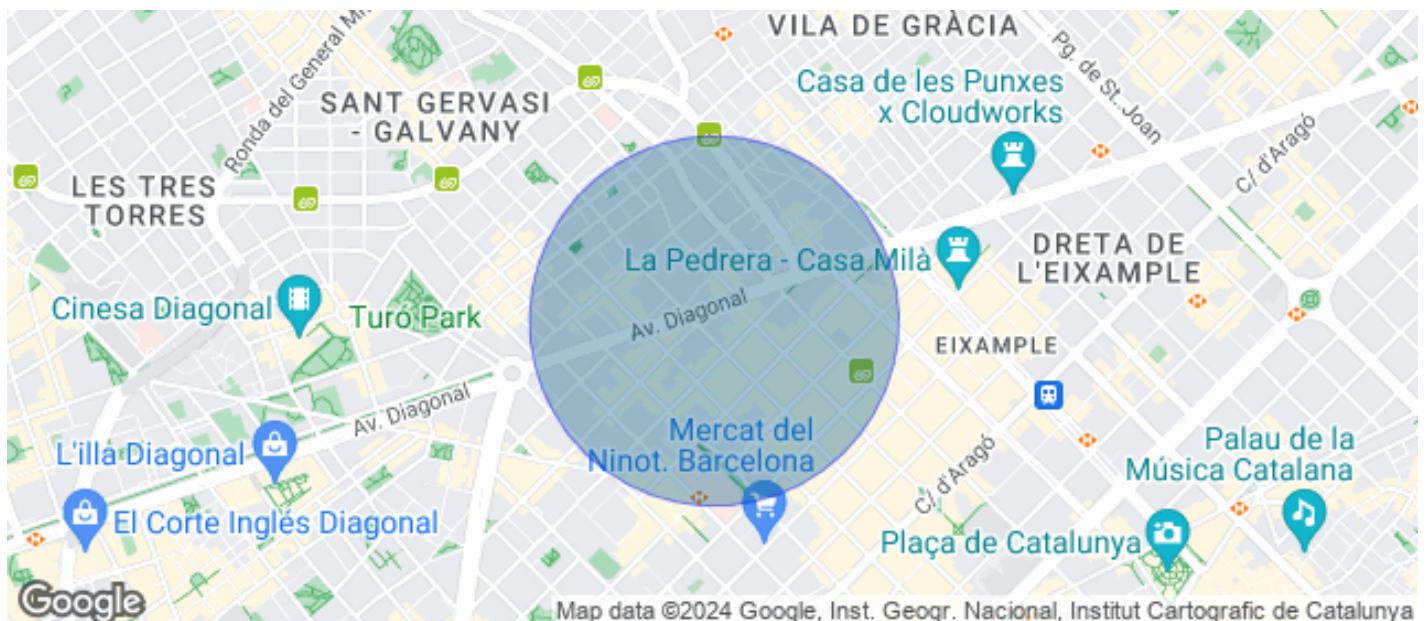 VILA DE GRÀCIA
Ronda del General Mi
Pg. de St. Joan
Casa de les Punxes
x Cloudworks
SANT GERVASI
- GALVANY
C/ d'Aragó
LES TRES
TORRES
DRETA DE
L'EIXAMPLE
La Pedrera - Casa Milà
Cinesa Diagonal
Turó Park
Av. Diagonal
EIXAMPLE
Av. Diagonal
Mercat del
Ninot. Barcelona
Palau de la
Música Catalana
L'illa Diagonal
C/ d'Aragó
El Corte Inglés Diagonal
Plaça de Catalunya
Google
Map data ©2024 Google, Inst. Geogr. Nacional, Institut Cartografic de Catalunya